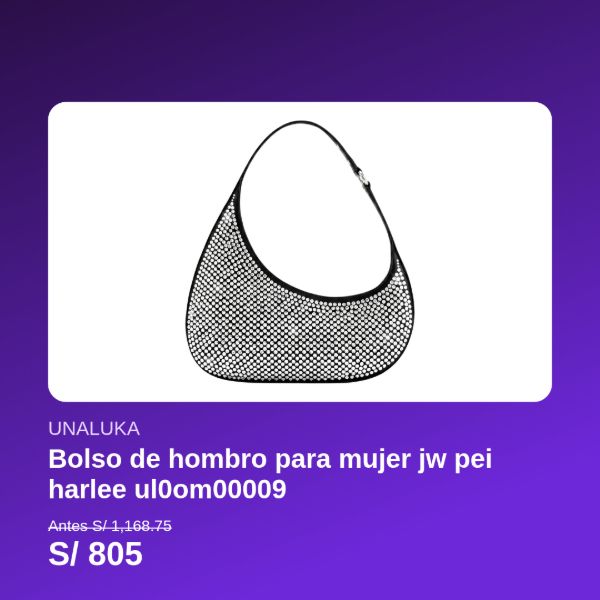 UNALUKA
Bolso de hombro para mujer jw pei
harlee ul0om00009
Antes S/ 1,168.75
S/ 805